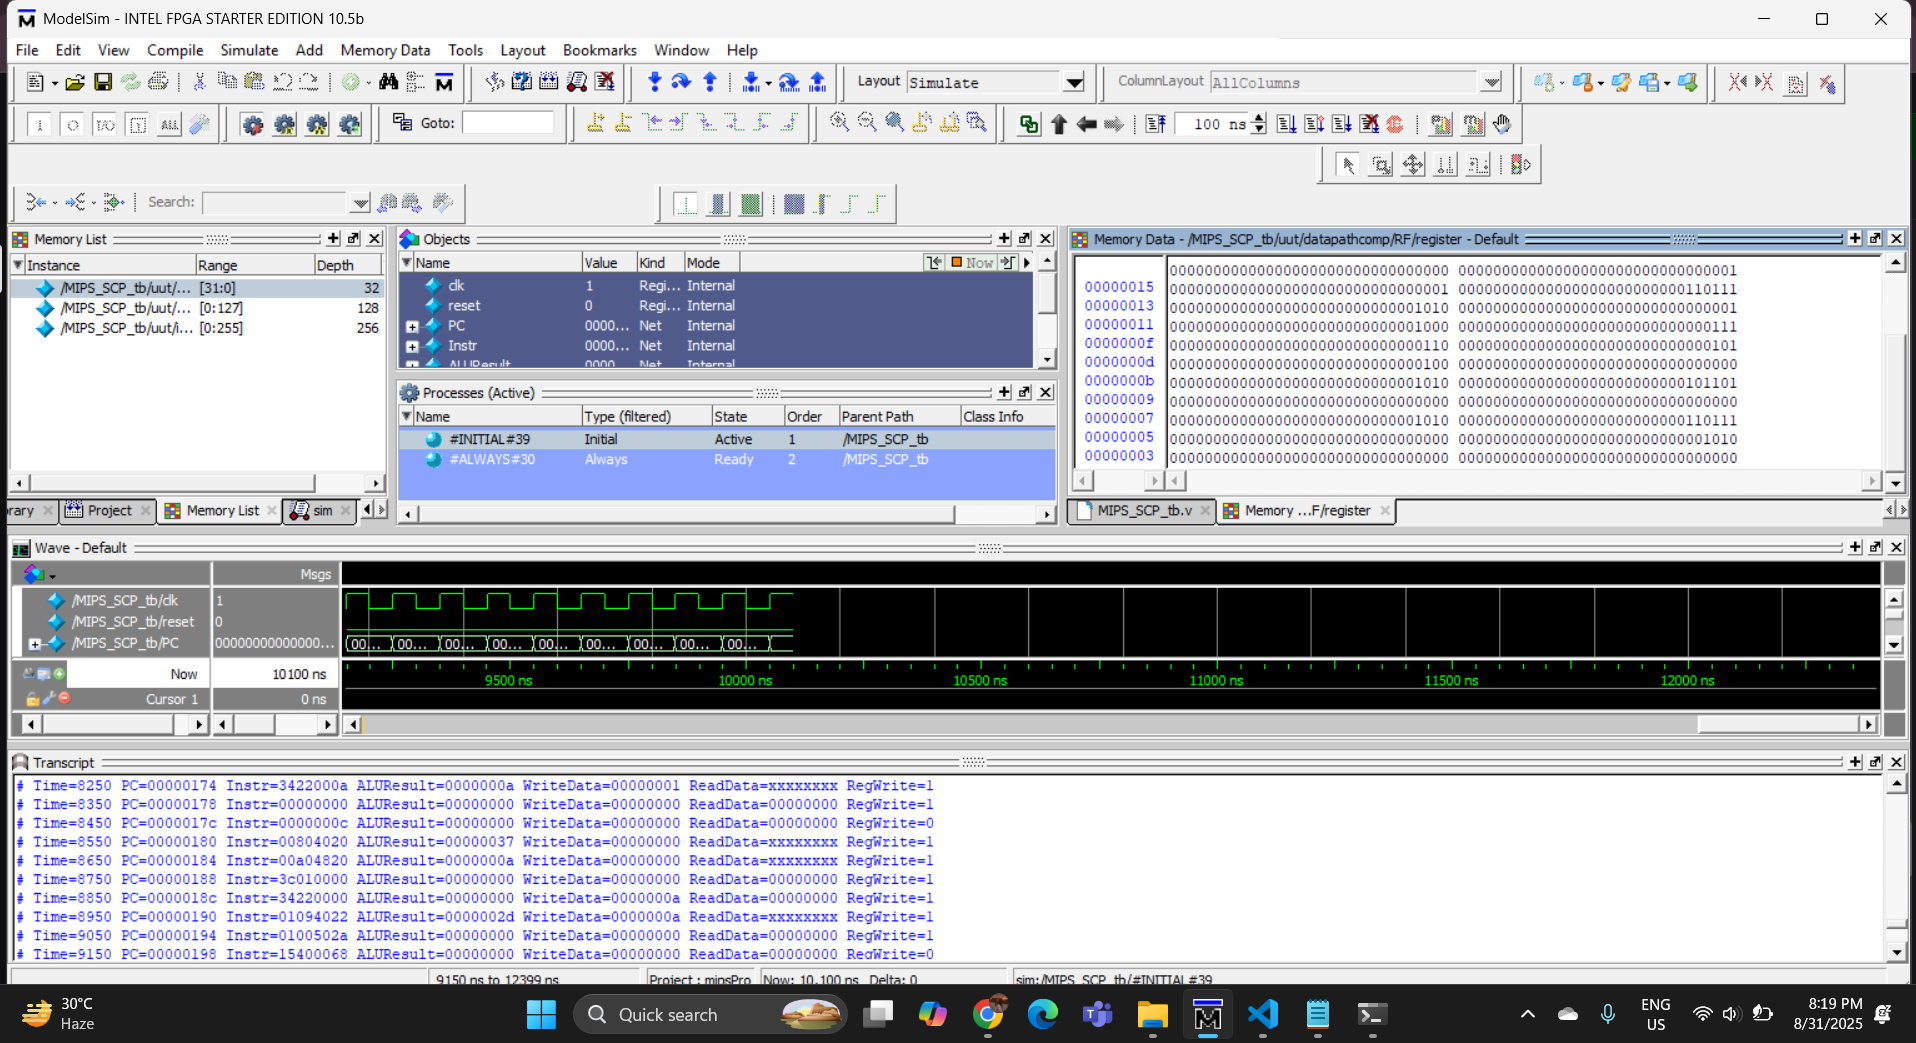 ModelSim - INTEL FPGA STARTER EDITION 10.5b
File Edit View Compile Simulate Add Memory Data Tools Layout Bookmarks Window Help
Layout Simulate ColumnLayout AllColumns
Goto: 100 ns
Search:
Memory List
Instance Range Depth
/MIPS_SCP_tb/uut/... [31:0] 32
/MIPS_SCP_tb/uut/... [0:127] 128
/MIPS_SCP_tb/uut/i... [0:255] 256
Project Memory List sim
Objects
Name Value Kind Mode Now
clk 1 Regi... Internal
reset 0 Regi... Internal
PC 0000... Net Internal
Instr 0000... Net Internal
ALUResult 0000... Net Internal
Processes (Active)
Name Type (filtered) State Order Parent Path Class Info
#INITIAL#39 Initial Active 1 /MIPS_SCP_tb
#ALWAYS#30 Always Ready 2 /MIPS_SCP_tb
Memory Data - /MIPS_SCP_tb/uut/datapathcomp/RF/register - Default
00000000000000000000000000000000 00000000000000000000000000000001
00000015 00000000000000000000000000000001 00000000000000000000000000110111
00000013 00000000000000000000000000001010 00000000000000000000000000000001
00000011 00000000000000000000000000001000 00000000000000000000000000000111
0000000f 00000000000000000000000000000110 00000000000000000000000000000101
0000000d 00000000000000000000000000000100 00000000000000000000000000000000
0000000b 00000000000000000000000000001010 00000000000000000000000000101101
00000009 00000000000000000000000000000000 00000000000000000000000000000000
00000007 00000000000000000000000000001010 00000000000000000000000000110111
00000005 00000000000000000000000000000000 00000000000000000000000000001010
00000003 00000000000000000000000000000000 00000000000000000000000000000000
MIPS_SCP_tb.v Memory ...F/register
Wave - Default
Msgs
/MIPS_SCP_tb/clk 1
/MIPS_SCP_tb/reset 0
/MIPS_SCP_tb/PC 00000000000000... 00... 00... 00... 00... 00... 00... 00... 00... 00...
Now 10100 ns 9500 ns 10000 ns 10500 ns 11000 ns 11500 ns 12000 ns
Cursor 1 0 ns
Transcript
# Time=8250 PC=00000174 Instr=3422000a ALUResult=0000000a WriteData=00000001 ReadData=xxxxxxxx RegWrite=1
# Time=8350 PC=00000178 Instr=00000000 ALUResult=00000000 WriteData=00000000 ReadData=00000000 RegWrite=1
# Time=8450 PC=0000017c Instr=0000000c ALUResult=00000000 WriteData=00000000 ReadData=00000000 RegWrite=0
# Time=8550 PC=00000180 Instr=00804020 ALUResult=00000037 WriteData=00000000 ReadData=xxxxxxxx RegWrite=1
# Time=8650 PC=00000184 Instr=00a04820 ALUResult=0000000a WriteData=00000000 ReadData=xxxxxxxx RegWrite=1
# Time=8750 PC=00000188 Instr=3c010000 ALUResult=00000000 WriteData=00000000 ReadData=00000000 RegWrite=1
# Time=8850 PC=0000018c Instr=34220000 ALUResult=00000000 WriteData=0000000a ReadData=00000000 RegWrite=1
# Time=8950 PC=00000190 Instr=01094022 ALUResult=0000002d WriteData=0000000a ReadData=xxxxxxxx RegWrite=1
# Time=9050 PC=00000194 Instr=0100502a ALUResult=00000000 WriteData=00000000 ReadData=00000000 RegWrite=1
# Time=9150 PC=00000198 Instr=15400068 ALUResult=00000000 WriteData=00000000 ReadData=00000000 RegWrite=0
9150 ns to 12399 ns Project : mipsPro Now: 10,100 ns Delta: 0 sim:/MIPS_SCP_tb/#INITIAL#39
30°C
Haze
Quick search
ENG
US
8:19 PM
8/31/2025